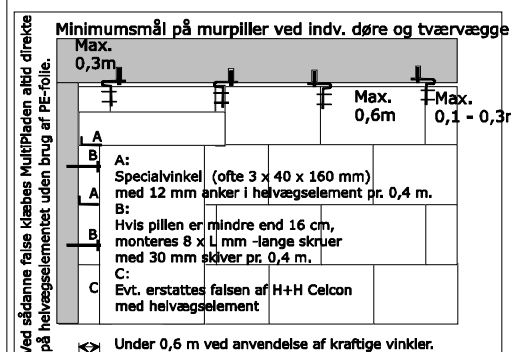 Minimumsmål på murpiller ved indv. døre og tværvægge
Ved sådanne false klæbes MultiPladen altid direkte
på helvægselementet uden brug af PE-folie.
Max.
0,3m
Max.
0,6m
Max.
0,1 - 0,3m
A
B
A
B
C
A:
Specialvinkel (ofte 3 x 40 x 160 mm)
med 12 mm anker i helvægselement pr. 0,4 m.
B:
Hvis pillen er mindre end 16 cm,
monteres 8 x L mm -lange skruer
med 30 mm skiver pr. 0,4 m.
C:
Evt. erstattes falsen af H+H Celcon
med helvægselement
Under 0,6 m ved anvendelse af kraftige vinkler.